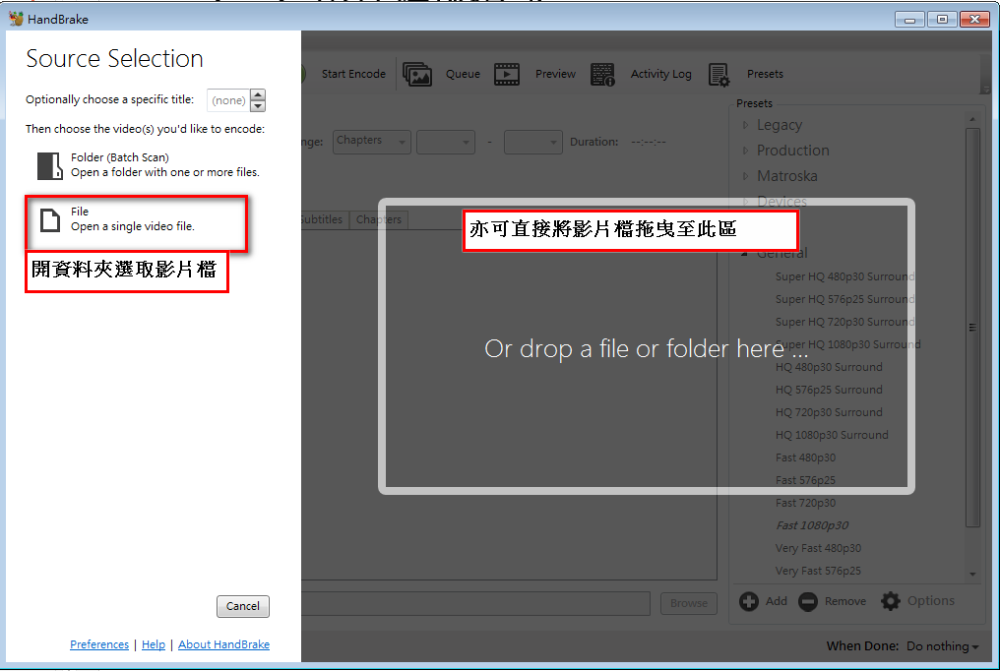 HandBrake
Source Selection
Optionally choose a specific title: (none)
Then choose the video(s) you'd like to encode:
Folder (Batch Scan)
Open a folder with one or more files.
File
Open a single video file.
開資料夾選取影片檔
Cancel
Preferences | Help | About HandBrake
Start Encode Queue Preview Activity Log Presets
nge: Chapters - Duration: --:--:--
Subtitles Chapters
亦可直接將影片檔拖曳至此區
Or drop a file or folder here ...
Browse
Presets
Legacy
Production
Matroska
Devices
General
Super HQ 480p30 Surround
Super HQ 576p25 Surround
Super HQ 720p30 Surround
Super HQ 1080p30 Surround
HQ 480p30 Surround
HQ 576p25 Surround
HQ 720p30 Surround
HQ 1080p30 Surround
Fast 480p30
Fast 576p25
Fast 720p30
Fast 1080p30
Very Fast 480p30
Very Fast 576p25
Add Remove Options
When Done: Do nothing